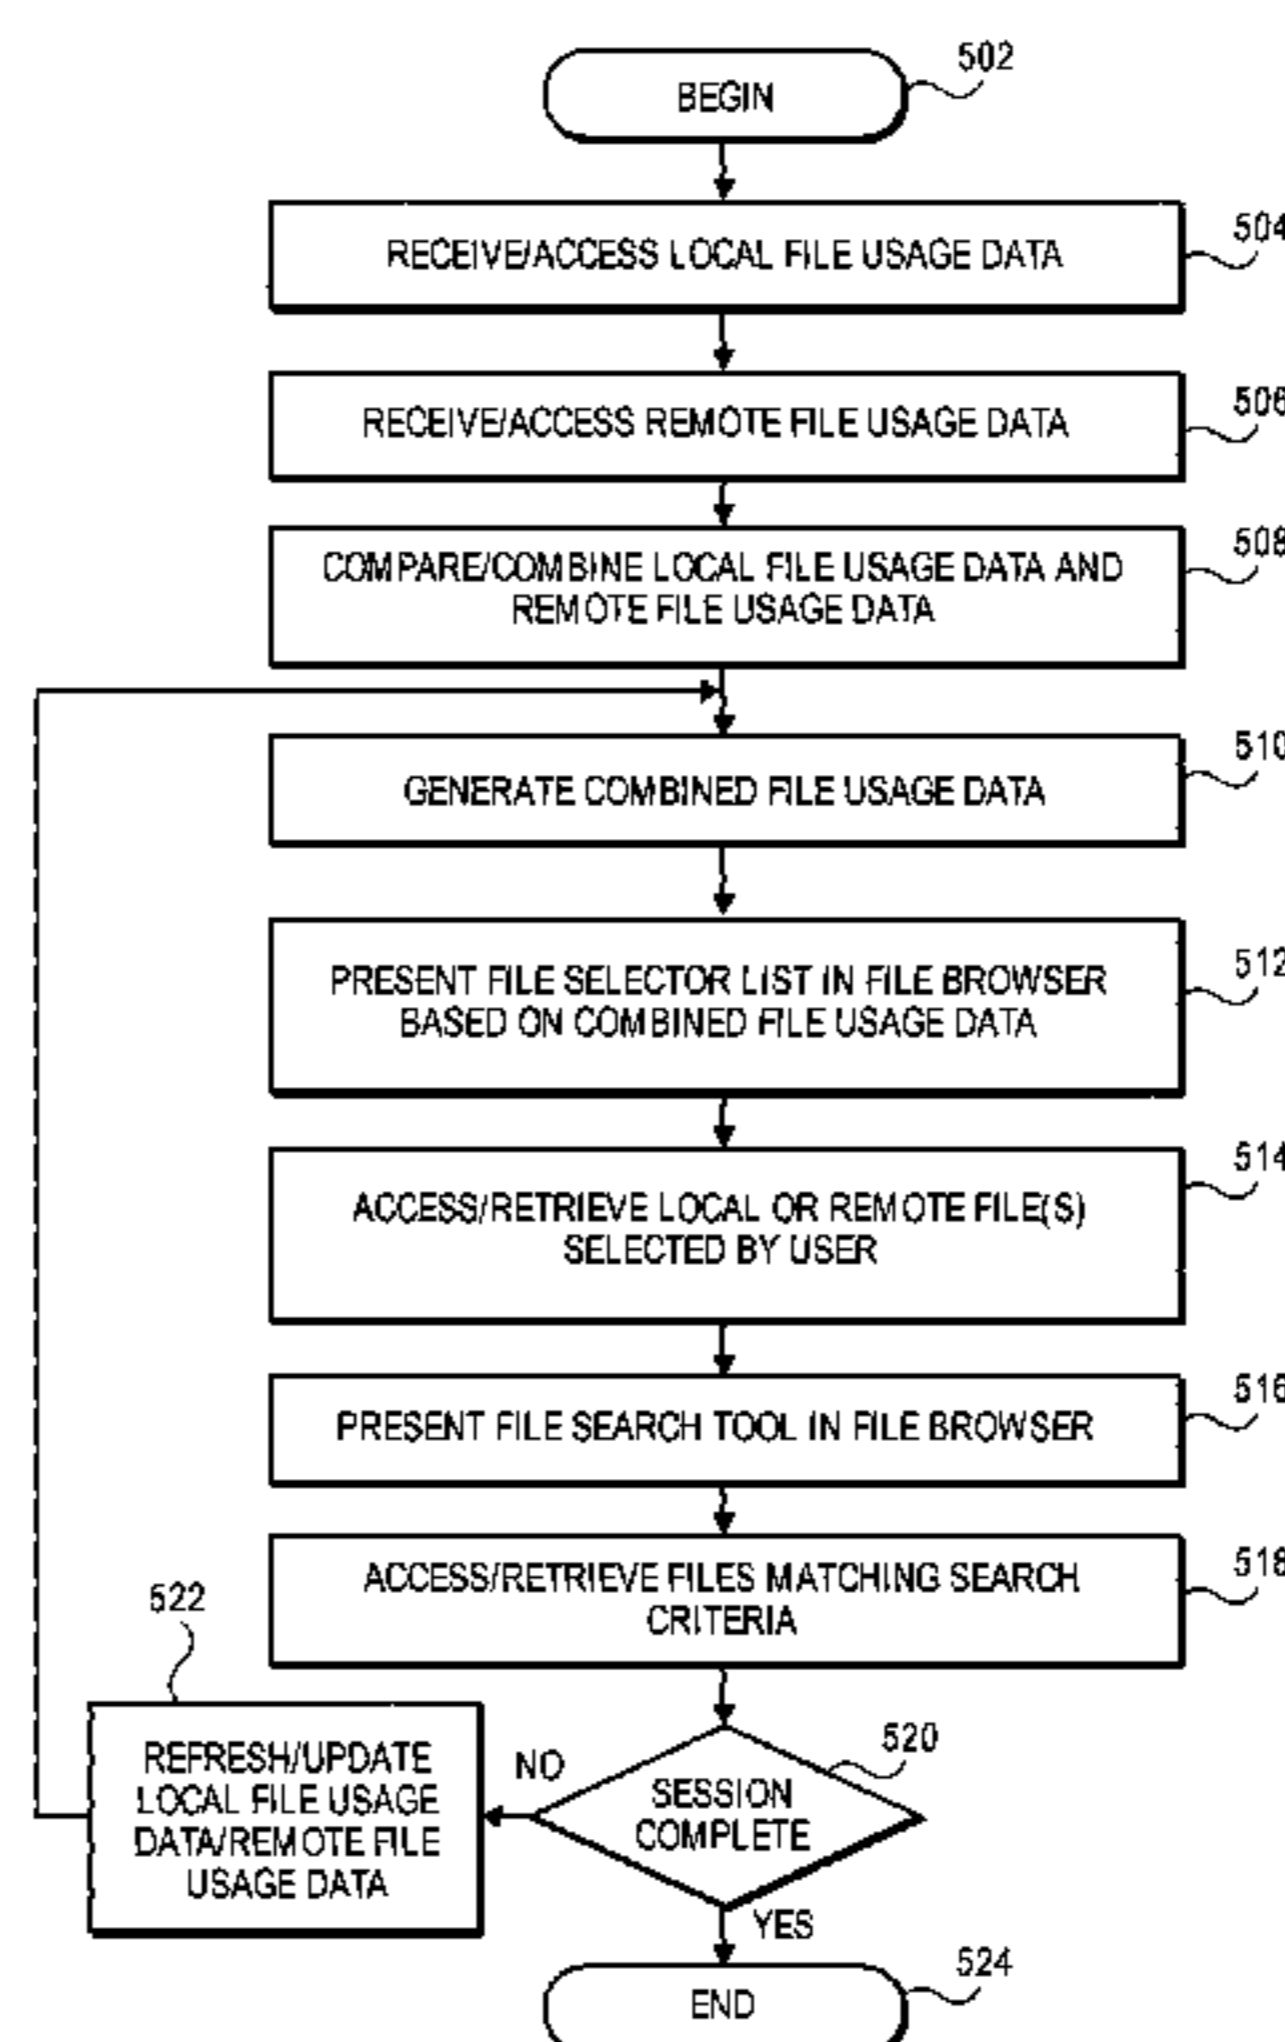 BEGIN
502
RECEIVE/ACCESS LOCAL FILE USAGE DATA
504
RECEIVE/ACCESS REMOTE FILE USAGE DATA
506
COMPARE/COMBINE LOCAL FILE USAGE DATA AND
REMOTE FILE USAGE DATA
508
GENERATE COMBINED FILE USAGE DATA
510
PRESENT FILE SELECTOR LIST IN FILE BROWSER
BASED ON COMBINED FILE USAGE DATA
512
ACCESS/RETRIEVE LOCAL OR REMOTE FILE(S)
SELECTED BY USER
514
PRESENT FILE SEARCH TOOL IN FILE BROWSER
516
ACCESS/RETRIEVE FILES MATCHING SEARCH
CRITERIA
518
522
REFRESH/UPDATE
LOCAL FILE USAGE
DATA/REMOTE FILE
USAGE DATA
NO
SESSION
COMPLETE
520
YES
END
524